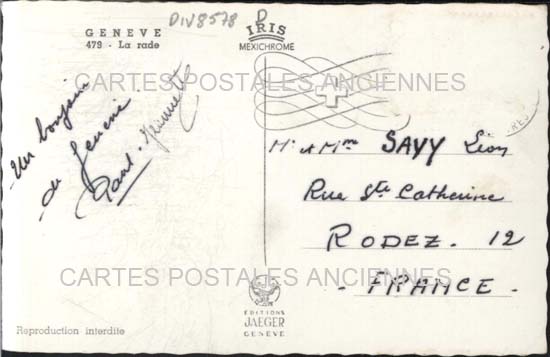 GENEVE
479 - La rade
DIV8578 D
IRIS
MEXICHROME
CARTES POSTALES ANCIENNES
Un bonjour
de Genève
Paul
Mr et Mme SAVY Léon
Rue Ste Catherine
RODEZ. 12
- FRANCE -
CARTES POSTALES ANCIENNES
EDITIONS
JAEGER
GENEVE
Reproduction interdite